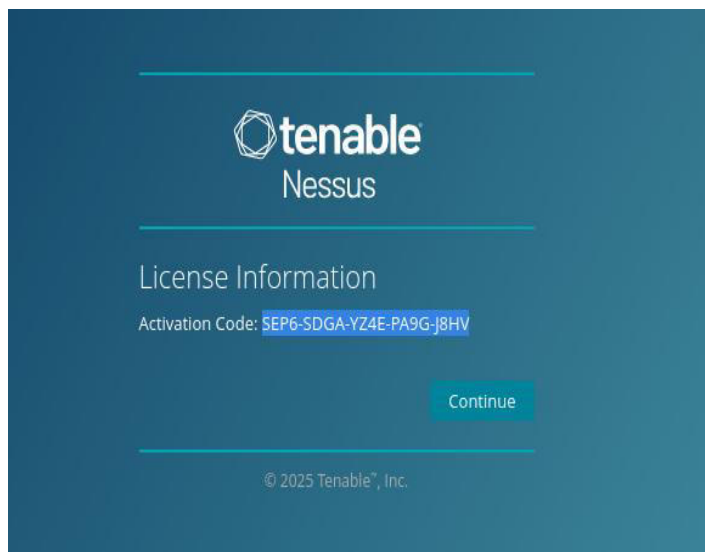 tenable
Nessus
License Information
Activation Code: SEP6-SDGA-YZ4E-PA9G-J8HV
Continue
© 2025 Tenable™, Inc.